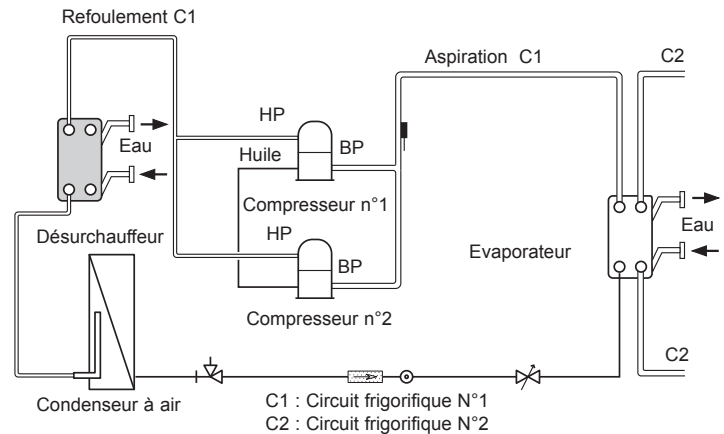 Refoulement C1
Aspiration C1
C2
HP
Eau
Huile
BP
Compresseur n°1
Désurchauffeur
HP
BP
Evaporateur
Eau
Compresseur n°2
C2
Condenseur à air
C1 : Circuit frigorifique N°1
C2 : Circuit frigorifique N°2